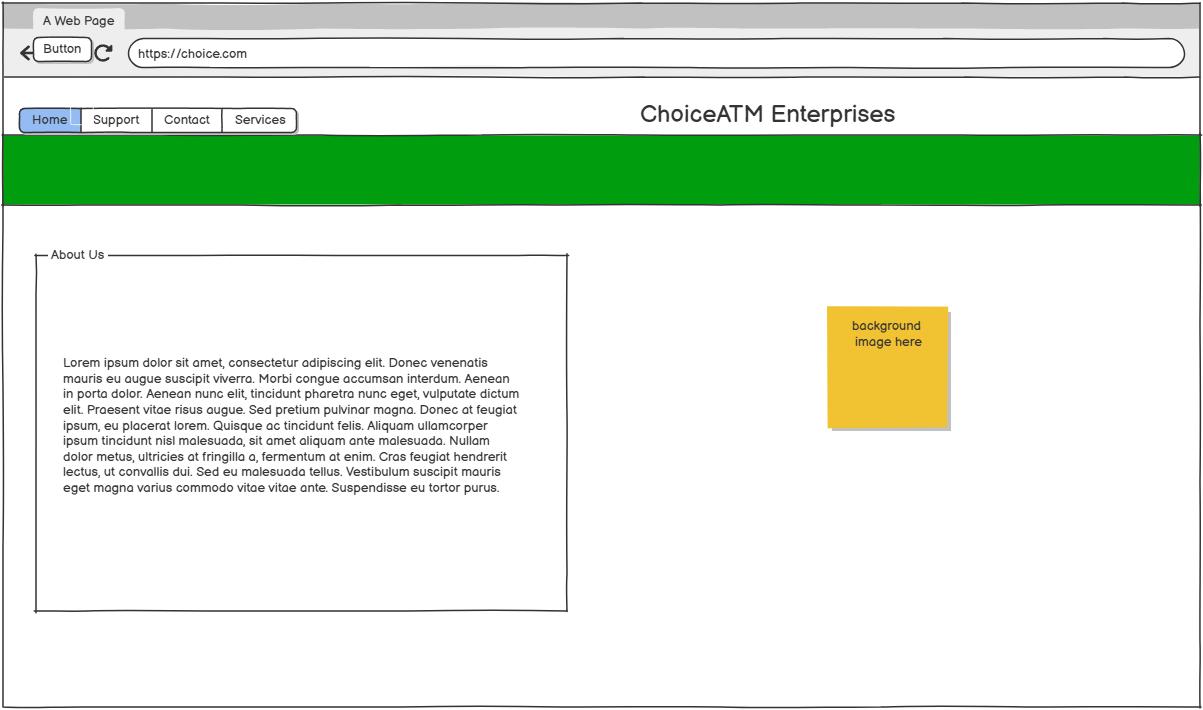 A Web Page
Button
https://choice.com
Home Support Contact Services
ChoiceATM Enterprises
About Us
Lorem ipsum dolor sit amet, consectetur adipiscing elit. Donec venenatis
mauris eu augue suscipit viverra. Morbi congue accumsan interdum. Aenean
in porta dolor. Aenean nunc elit, tincidunt pharetra nunc eget, vulputate dictum
elit. Praesent vitae risus augue. Sed pretium pulvinar magna. Donec at feugiat
ipsum, eu placerat lorem. Quisque ac tincidunt felis. Aliquam ullamcorper
ipsum tincidunt nisl malesuada, sit amet aliquam ante malesuada. Nullam
dolor metus, ultricies at fringilla a, fermentum at enim. Cras feugiat hendrerit
lectus, ut convallis dui. Sed eu malesuada tellus. Vestibulum suscipit mauris
eget magna varius commodo vitae vitae ante. Suspendisse eu tortor purus.
background
image here